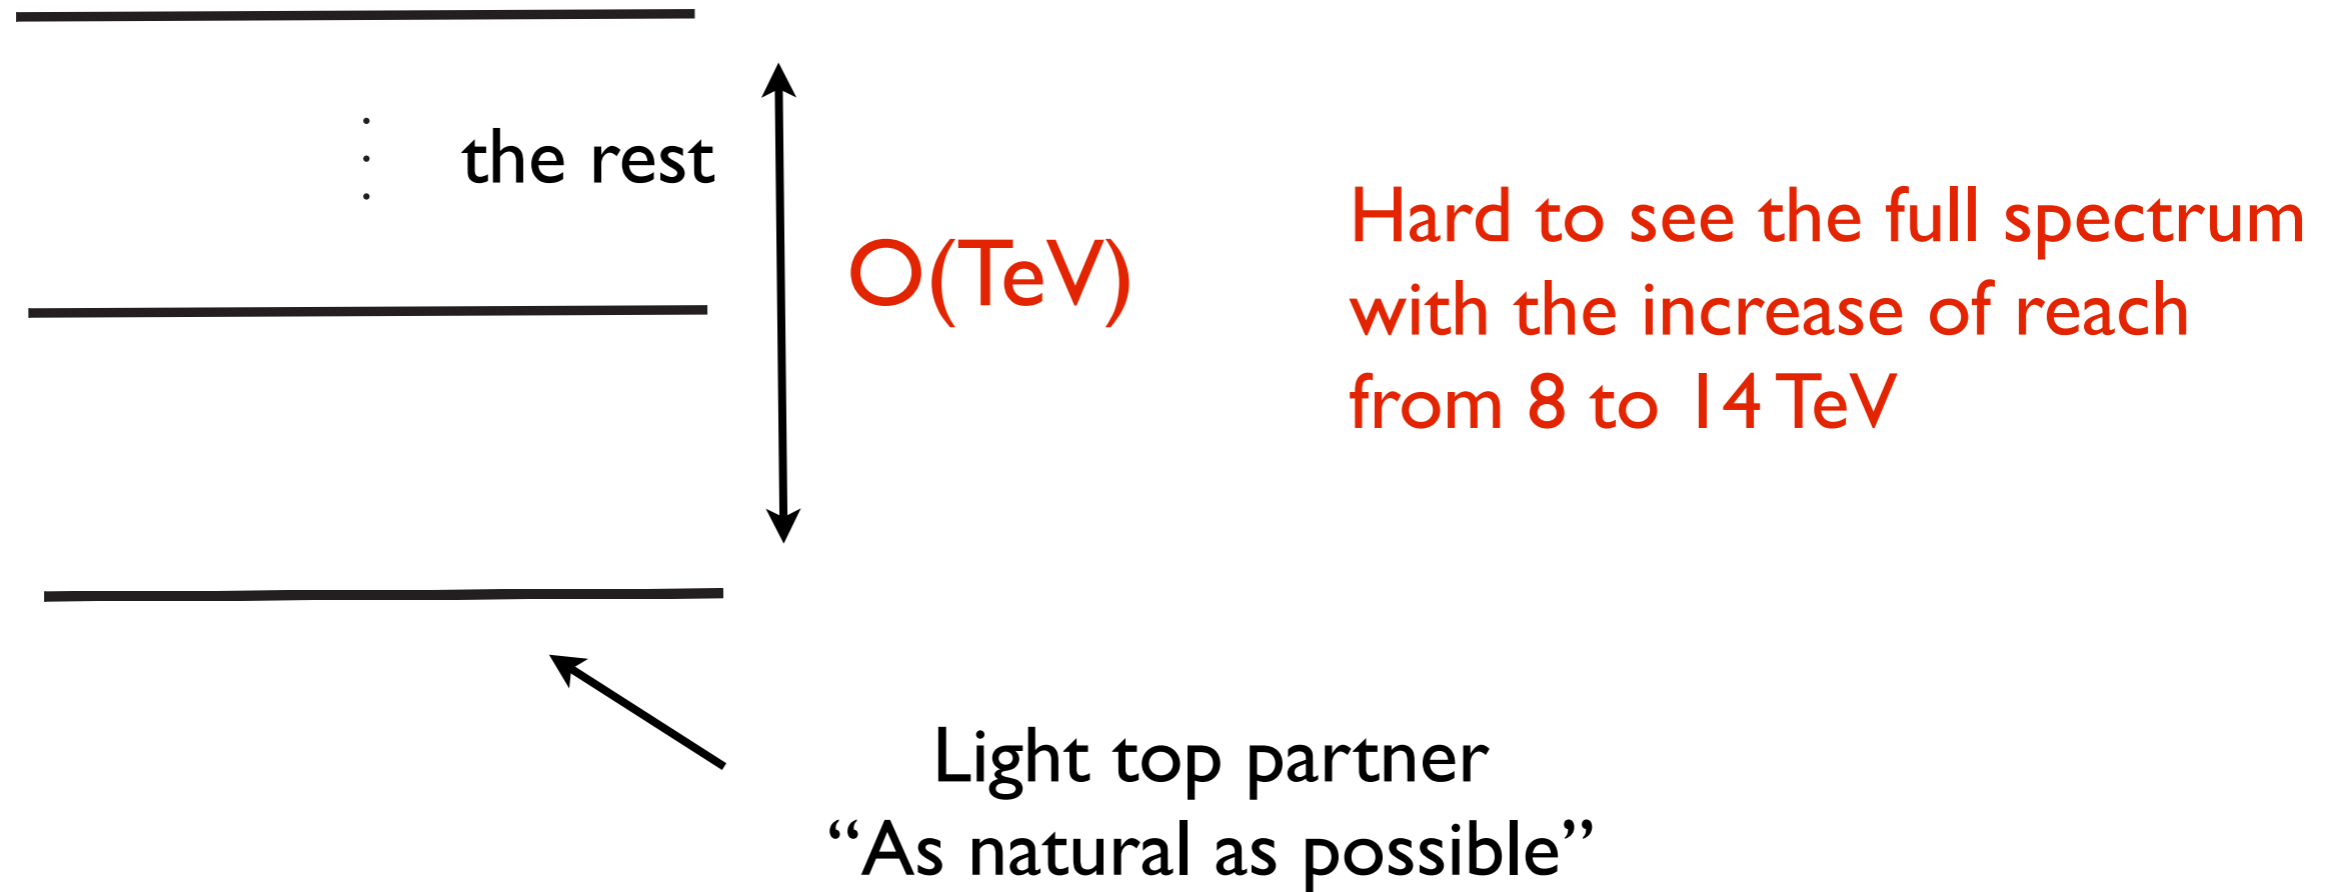 the rest
O(TeV)
Hard to see the full spectrum
with the increase of reach
from 8 to 14 TeV
Light top partner
“As natural as possible”